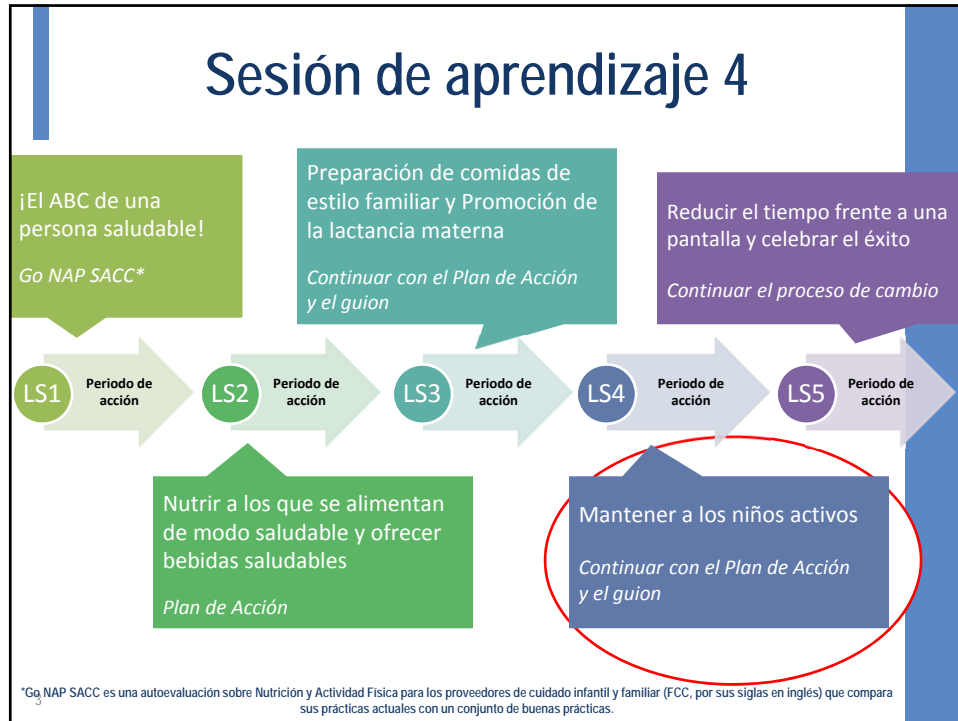 Sesión de aprendizaje 4
¡El ABC de una
persona saludable!
Go NAP SACC*
Preparación de comidas de
estilo familiar y Promoción de
la lactancia materna
Continuar con el Plan de Acción
y el guion
Reducir el tiempo frente a una
pantalla y celebrar el éxito
Continuar el proceso de cambio
LS1
Periodo de
acción
LS2
Periodo de
acción
LS3
Periodo de
acción
LS4
Periodo de
acción
LS5
Periodo de
acción
Nutrir a los que se alimentan
de modo saludable y ofrecer
bebidas saludables
Plan de Acción
Mantener a los niños activos
Continuar con el Plan de Acción
y el guion
*Go NAP SACC es una autoevaluación sobre Nutrición y Actividad Física para los proveedores de cuidado infantil y familiar (FCC, por sus siglas en inglés) que compara
sus prácticas actuales con un conjunto de buenas prácticas.
3